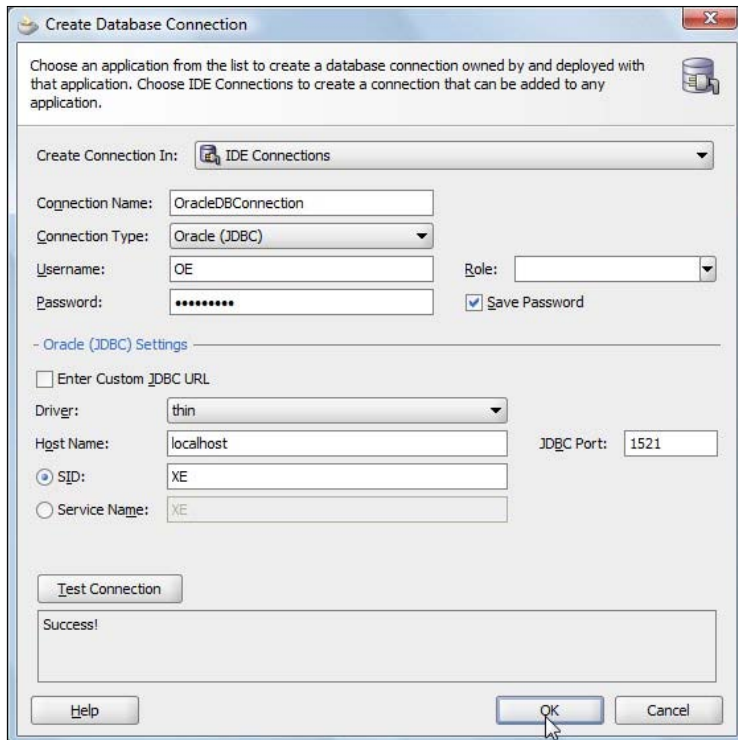 Create Database Connection
Choose an application from the list to create a database connection owned by and deployed with
that application. Choose IDE Connections to create a connection that can be added to any
application.
Create Connection In: IDE Connections
Connection Name: OracleDBConnection
Connection Type: Oracle (JDBC)
Username: OE Role:
Password: ••••••••• Save Password
Oracle (JDBC) Settings
Enter Custom JDBC URL
Driver: thin
Host Name: localhost JDBC Port: 1521
SID: XE
Service Name: XE
Test Connection
Success!
Help OK Cancel